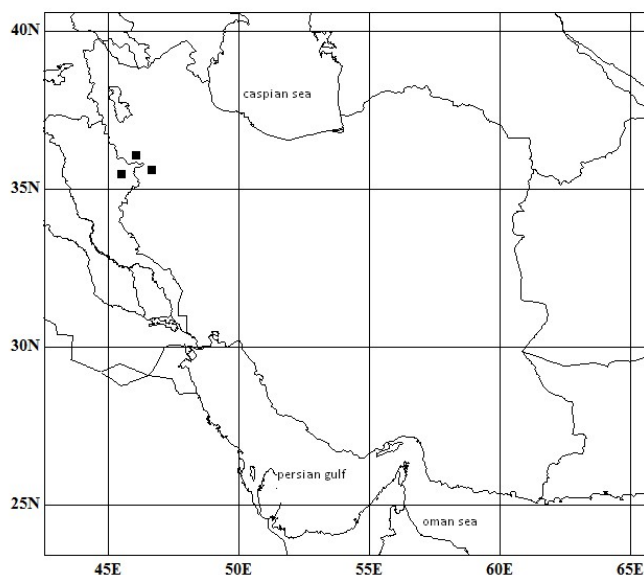 40N
caspian sea
35N
30N
persian gulf
25N
oman sea
45E 50E 55E 60E 65E